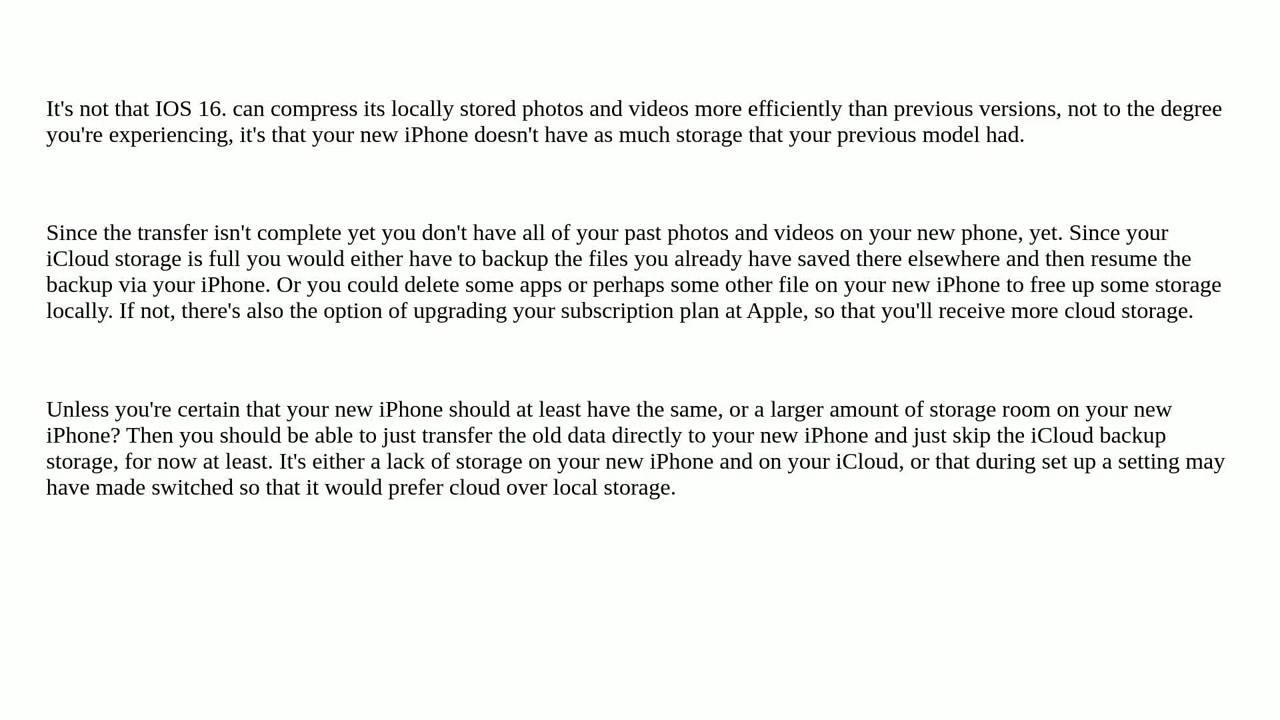 It's not that IOS 16. can compress its locally stored photos and videos more efficiently than previous versions, not to the degree
you're experiencing, it's that your new iPhone doesn't have as much storage that your previous model had.
Since the transfer isn't complete yet you don't have all of your past photos and videos on your new phone, yet. Since your
iCloud storage is full you would either have to backup the files you already have saved there elsewhere and then resume the
backup via your iPhone. Or you could delete some apps or perhaps some other file on your new iPhone to free up some storage
locally. If not, there's also the option of upgrading your subscription plan at Apple, so that you'll receive more cloud storage.
Unless you're certain that your new iPhone should at least have the same, or a larger amount of storage room on your new
iPhone? Then you should be able to just transfer the old data directly to your new iPhone and just skip the iCloud backup
storage, for now at least. It's either a lack of storage on your new iPhone and on your iCloud, or that during set up a setting may
have made switched so that it would prefer cloud over local storage.